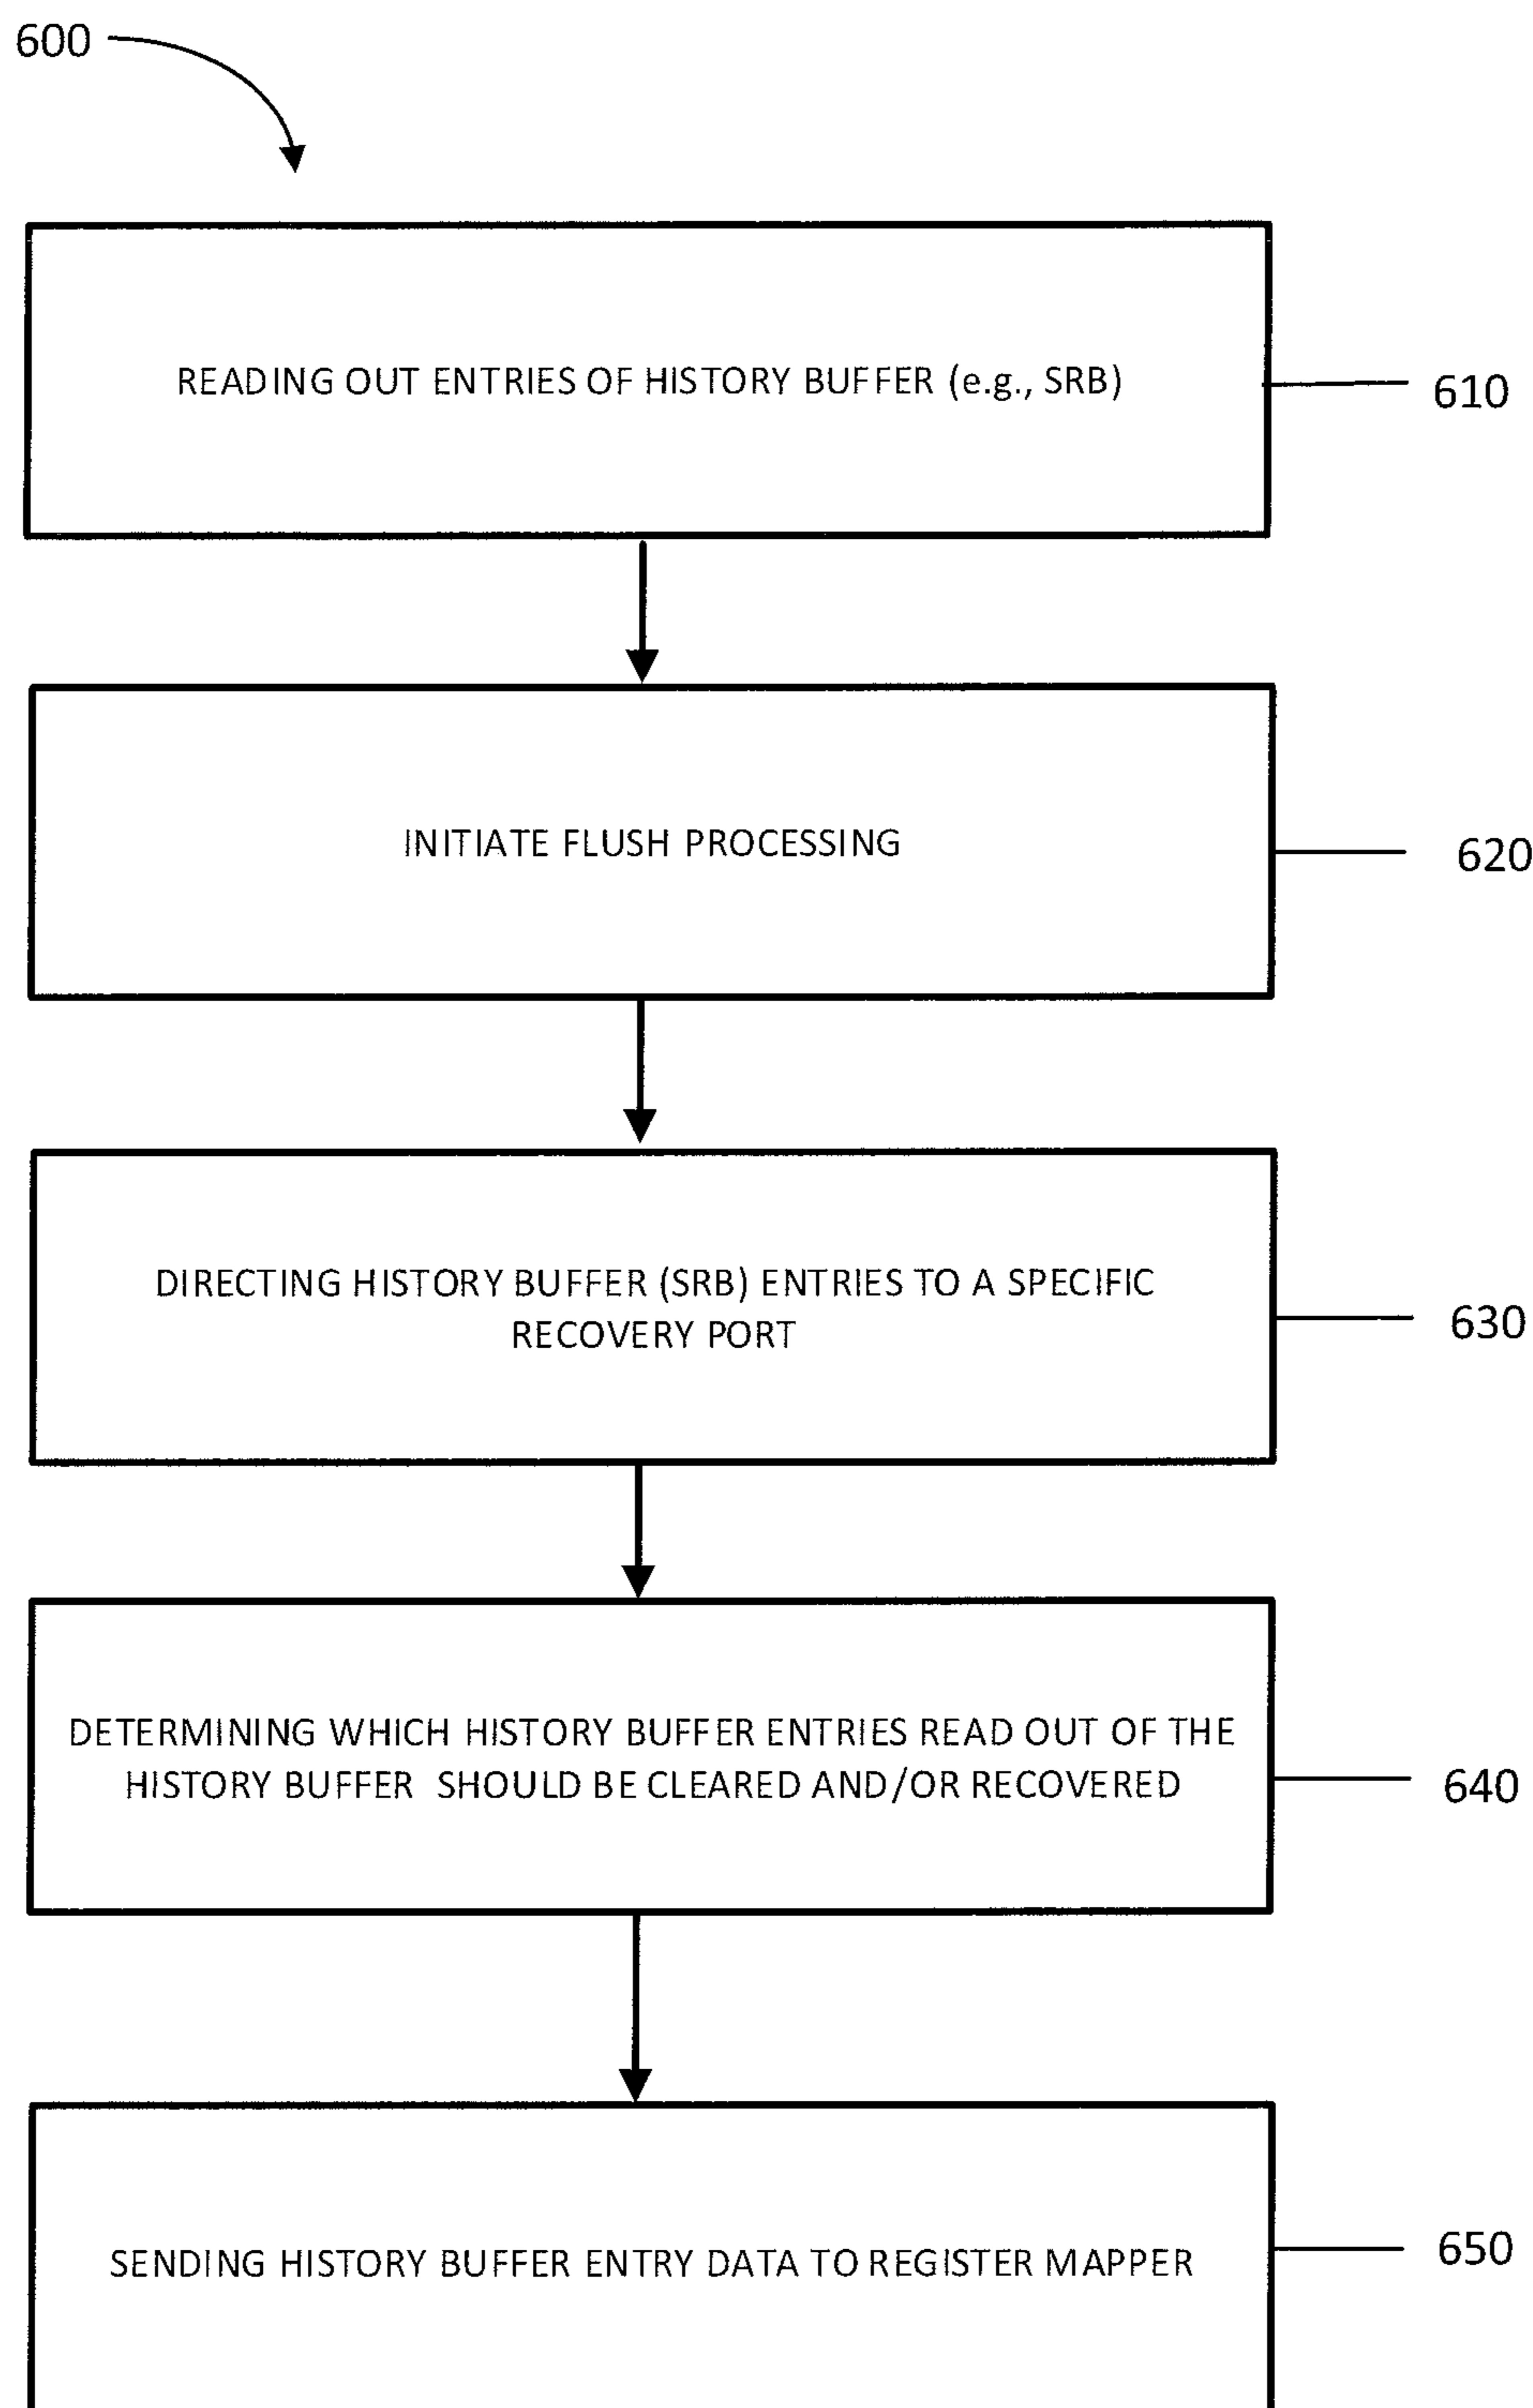 600
READING OUT ENTRIES OF HISTORY BUFFER (e.g., SRB)
610
INITIATE FLUSH PROCESSING
620
DIRECTING HISTORY BUFFER (SRB) ENTRIES TO A SPECIFIC
RECOVERY PORT
630
DETERMINING WHICH HISTORY BUFFER ENTRIES READ OUT OF THE
HISTORY BUFFER SHOULD BE CLEARED AND/OR RECOVERED
640
SENDING HISTORY BUFFER ENTRY DATA TO REGISTER MAPPER
650